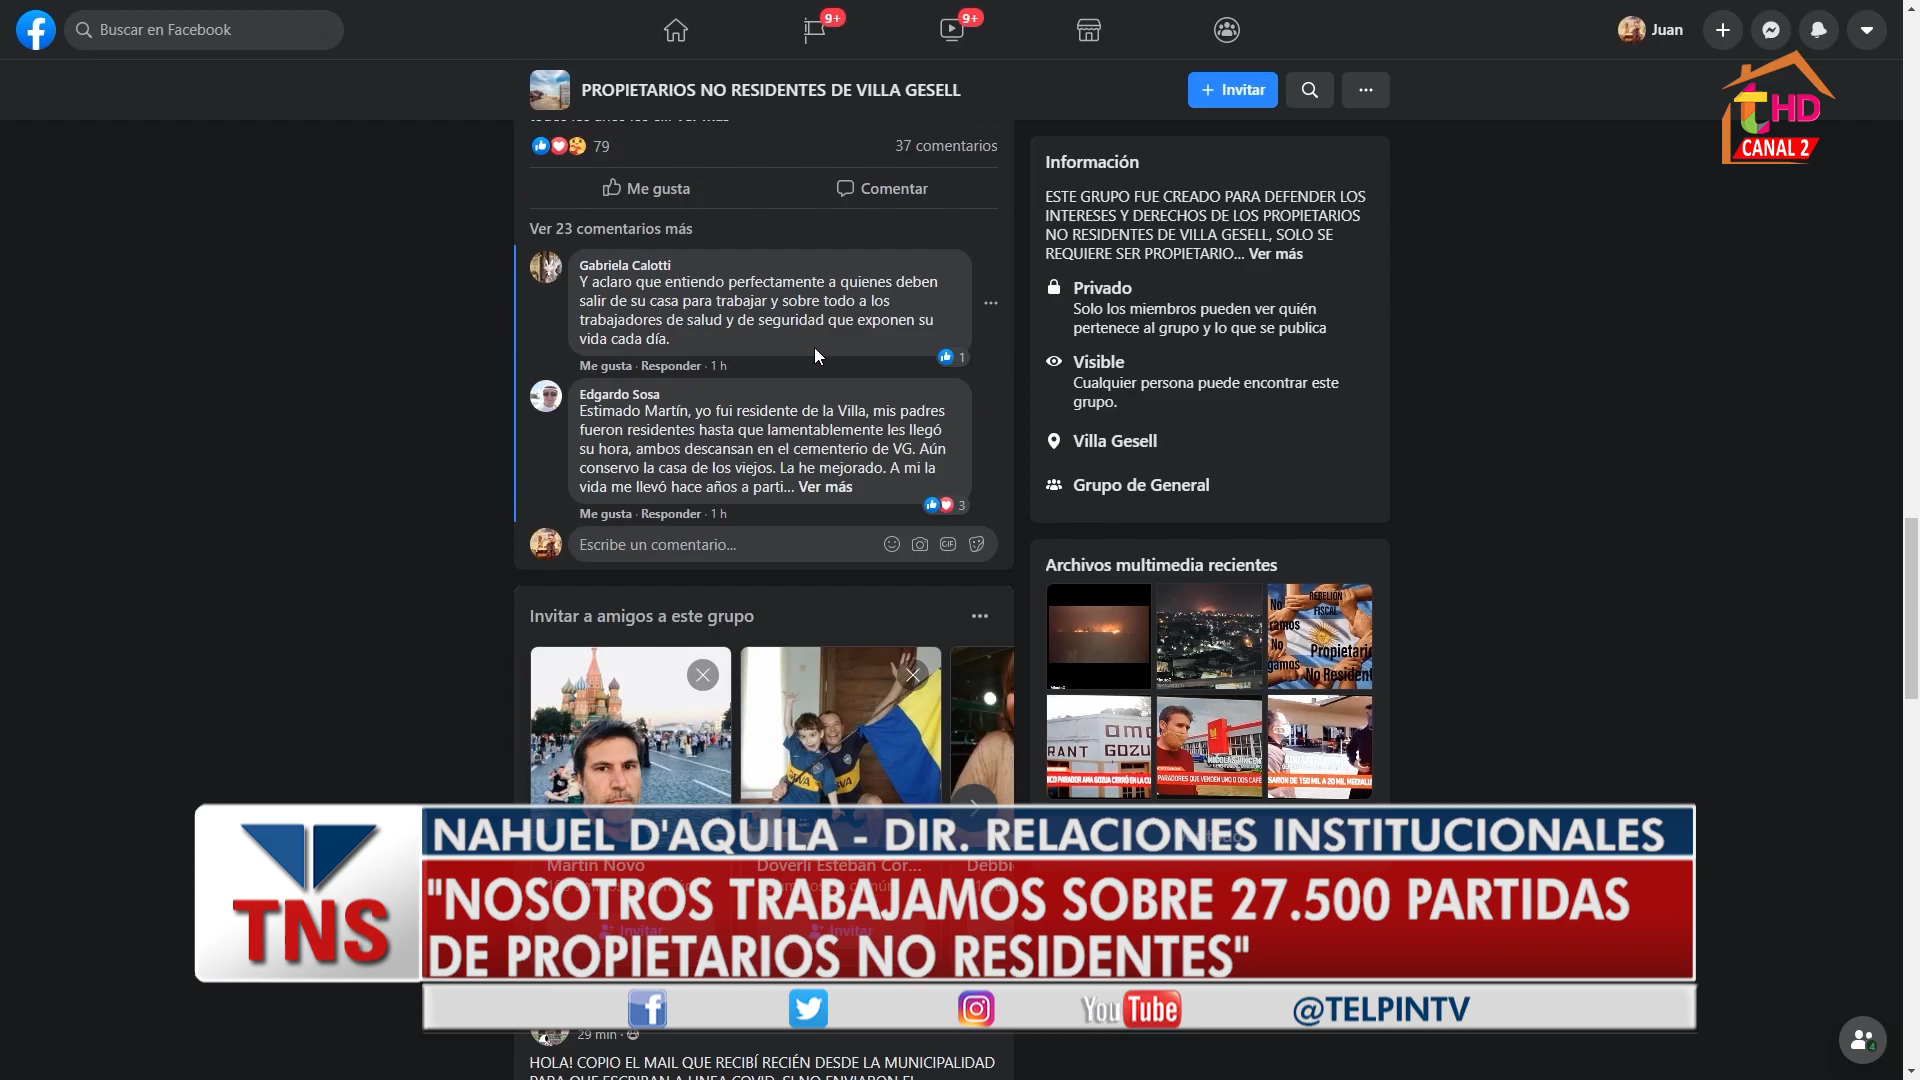 Buscar en Facebook
9+
9+
Juan
PROPIETARIOS NO RESIDENTES DE VILLA GESELL
+ Invitar
tHD
CANAL 2
79
37 comentarios
Me gusta
Comentar
Ver 23 comentarios más
Gabriela Calotti
Y aclaro que entiendo perfectamente a quienes deben
salir de su casa para trabajar y sobre todo a los
trabajadores de salud y de seguridad que exponen su
vida cada día.
1
Me gusta · Responder · 1 h
Edgardo Sosa
Estimado Martín, yo fui residente de la Villa, mis padres
fueron residentes hasta que lamentablemente les llegó
su hora, ambos descansan en el cementerio de VG. Aún
conservo la casa de los viejos. La he mejorado. A mi la
vida me llevó hace años a parti... Ver más
3
Me gusta · Responder · 1 h
Escribe un comentario...
GIF
Información
ESTE GRUPO FUE CREADO PARA DEFENDER LOS
INTERESES Y DERECHOS DE LOS PROPIETARIOS
NO RESIDENTES DE VILLA GESELL, SOLO SE
REQUIERE SER PROPIETARIO... Ver más
Privado
Solo los miembros pueden ver quién
pertenece al grupo y lo que se publica
Visible
Cualquier persona puede encontrar este
grupo.
Villa Gesell
Grupo de General
Archivos multimedia recientes
REBELIÓN
FISCAL
No
No
Propietari
No Resident
RANT GOZU
Invitar a amigos a este grupo
Martin Novo
Doverli Esteban Cor...
Debbi
Invitar
Invitar
TNS
NAHUEL D'AQUILA - DIR. RELACIONES INSTITUCIONALES
"NOSOTROS TRABAJAMOS SOBRE 27.500 PARTIDAS
DE PROPIETARIOS NO RESIDENTES"
You Tube
@TELPINTV
29 min ·
4
HOLA! COPIO EL MAIL QUE RECIBÍ RECIÉN DESDE LA MUNICIPALIDAD